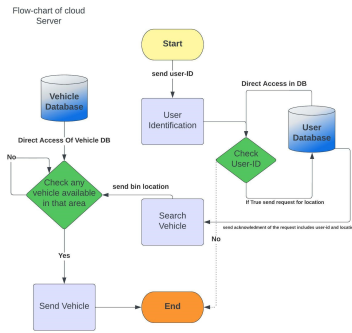 Flow-chart of cloud
Server
Start
send user-ID
Vehicle
Database
Direct Access in DB
User
Identification
User
Database
Direct Access Of Vehicle DB
Check
User-ID
No
Check any
vehicle available
in that area
send bin location
If True send request for location
Search
Vehicle
send acknowledment of the request includes user-Id and
No
Yes
Send Vehicle
End